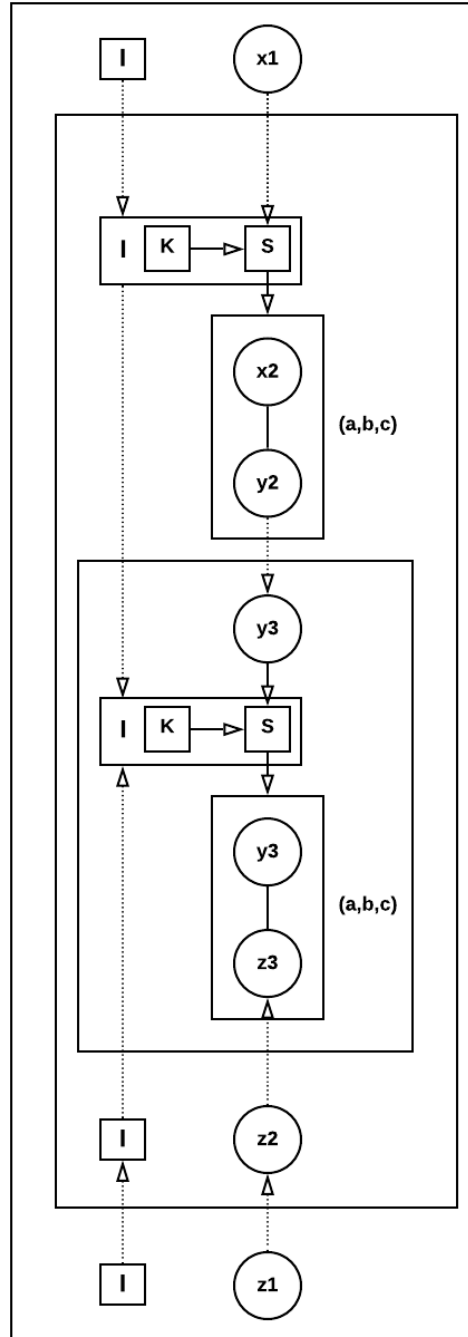 I x1
I K S
x2
(a,b,c)
y2
y3
I K S
y3
(a,b,c)
z3
I z2
I z1